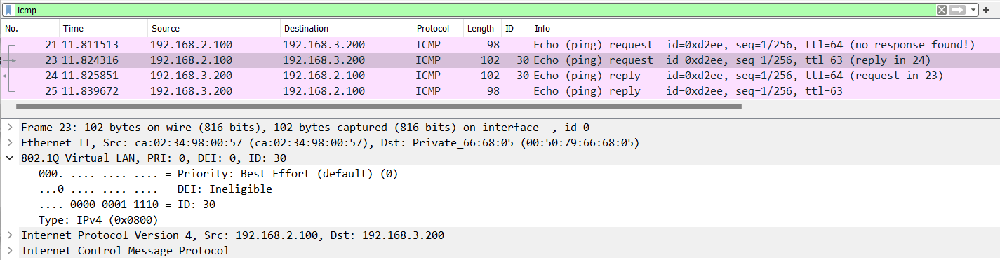 icmp
No. Time Source Destination Protocol Length ID Info
21 11.811513 192.168.2.100 192.168.3.200 ICMP 98 Echo (ping) request id=0xd2ee, seq=1/256, ttl=64 (no response found!)
23 11.824316 192.168.2.100 192.168.3.200 ICMP 102 30 Echo (ping) request id=0xd2ee, seq=1/256, ttl=63 (reply in 24)
24 11.825851 192.168.3.200 192.168.2.100 ICMP 102 30 Echo (ping) reply id=0xd2ee, seq=1/256, ttl=64 (request in 23)
25 11.839672 192.168.3.200 192.168.2.100 ICMP 98 Echo (ping) reply id=0xd2ee, seq=1/256, ttl=63
Frame 23: 102 bytes on wire (816 bits), 102 bytes captured (816 bits) on interface -, id 0
Ethernet II, Src: ca:02:34:98:00:57 (ca:02:34:98:00:57), Dst: Private_66:68:05 (00:50:79:66:68:05)
802.1Q Virtual LAN, PRI: 0, DEI: 0, ID: 30
000. .... .... .... = Priority: Best Effort (default) (0)
...0 .... .... .... = DEI: Ineligible
.... 0000 0001 1110 = ID: 30
Type: IPv4 (0x0800)
Internet Protocol Version 4, Src: 192.168.2.100, Dst: 192.168.3.200
Internet Control Message Protocol